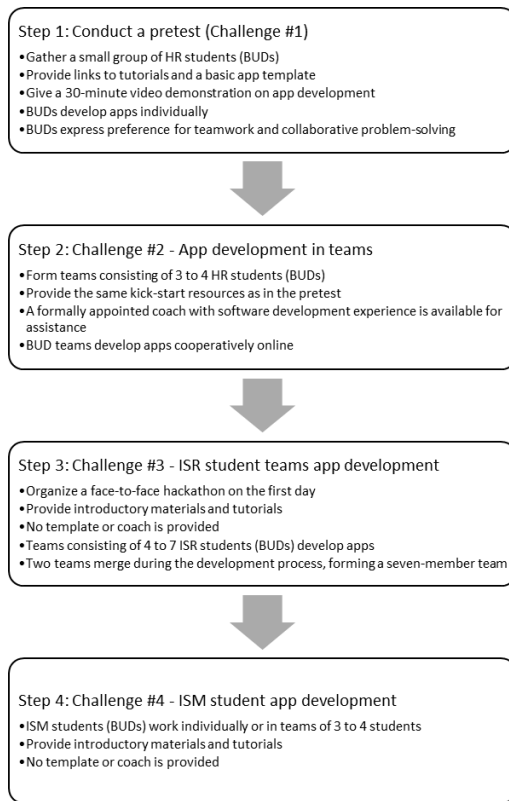 Step 1: Conduct a pretest (Challenge #1)
•Gather a small group of HR students (BUDs)
•Provide links to tutorials and a basic app template
•Give a 30-minute video demonstration on app development
•BUDs develop apps individually
•BUDs express preference for teamwork and collaborative problem-solving
Step 2: Challenge #2 - App development in teams
•Form teams consisting of 3 to 4 HR students (BUDs)
•Provide the same kick-start resources as in the pretest
•A formally appointed coach with software development experience is available for
assistance
•BUD teams develop apps cooperatively online
Step 3: Challenge #3 - ISR student teams app development
•Organize a face-to-face hackathon on the first day
•Provide introductory materials and tutorials
•No template or coach is provided
•Teams consisting of 4 to 7 ISR students (BUDs) develop apps
•Two teams merge during the development process, forming a seven-member team
Step 4: Challenge #4 - ISM student app development
•ISM students (BUDs) work individually or in teams of 3 to 4 students
•Provide introductory materials and tutorials
•No template or coach is provided